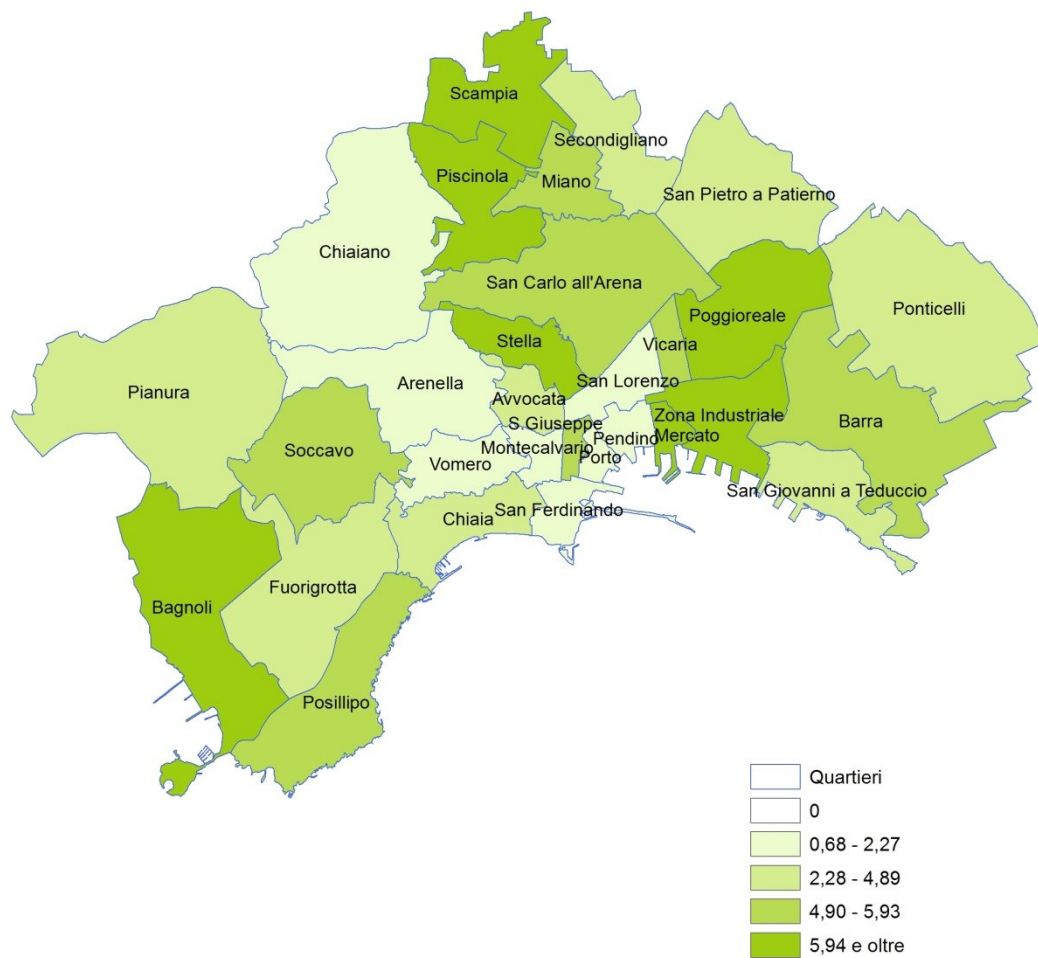 Scampia
Secondigliano
Piscinola
Miano
San Pietro a Patierno
Chiaiano
San Carlo all'Arena
Ponticelli
Poggioreale
Stella
Vicaria
Pianura
Arenella
San Lorenzo
Avvocata
Zona Industriale
Barra
S.Giuseppe
Pendino
Mercato
Soccavo
Montecalvario
Porto
Vomero
San Giovanni a Teduccio
Chiaia
San Ferdinando
Fuorigrotta
Bagnoli
Posillipo
Quartieri
0
0,68 - 2,27
2,28 - 4,89
4,90 - 5,93
5,94 e oltre